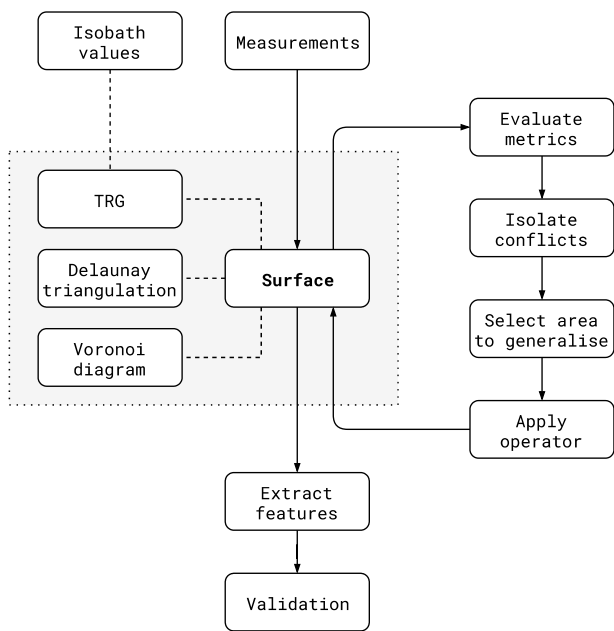 Isobath
values
Measurements
Evaluate
metrics
TRG
Isolate
conflicts
Delaunay
triangulation
Surface
Select area
to generalise
Voronoi
diagram
Apply
operator
Extract
features
Validation